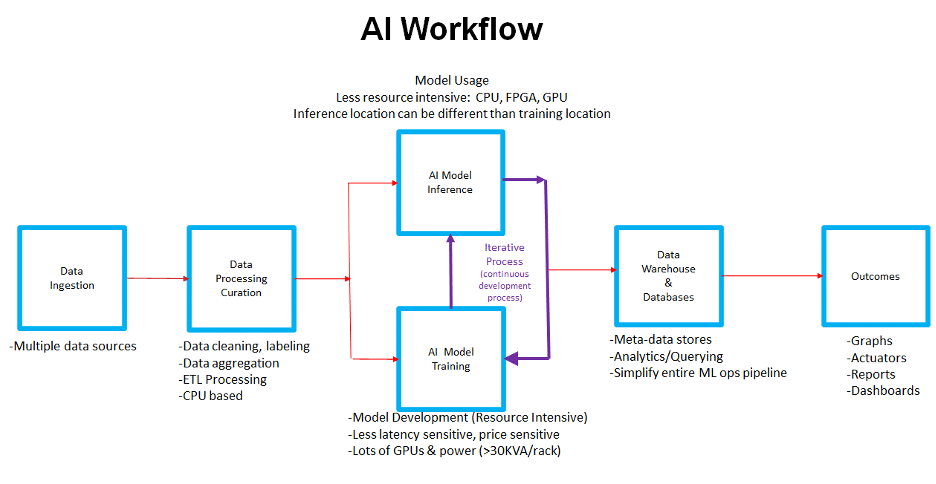 AI Workflow
Model Usage
Less resource intensive:  CPU, FPGA, GPU
Inference location can be different than training location
AI Model
Inference
Data
Ingestion
-Multiple data sources
Data
Processing
Curation
-Data cleaning, labeling
-Data aggregation
-ETL Processing
-CPU based
Iterative
Process
(continuous
development
process)
AI  Model
Training
-Model Development (Resource Intensive)
-Less latency sensitive, price sensitive
-Lots of GPUs & power (>30KVA/rack)
Data
Warehouse
&
Databases
-Meta-data stores
-Analytics/Querying
-Simplify entire ML ops pipeline
Outcomes
-Graphs
-Actuators
-Reports
-Dashboards